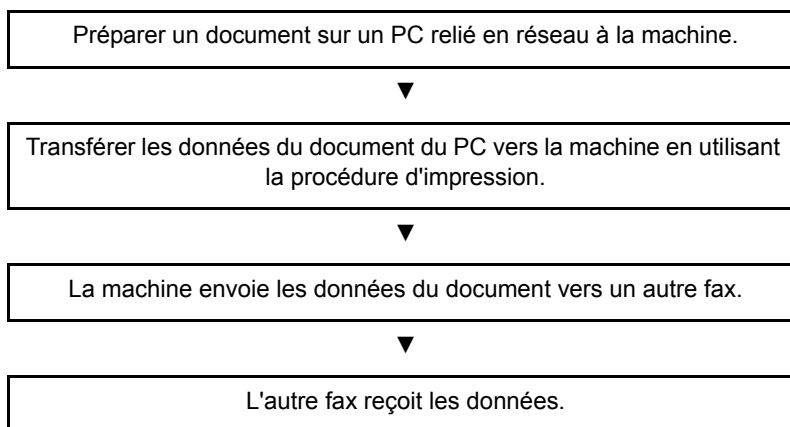 Préparer un document sur un PC relié en réseau à la machine.
▼
Transférer les données du document du PC vers la machine en utilisant
la procédure d'impression.
▼
La machine envoie les données du document vers un autre fax.
▼
L'autre fax reçoit les données.